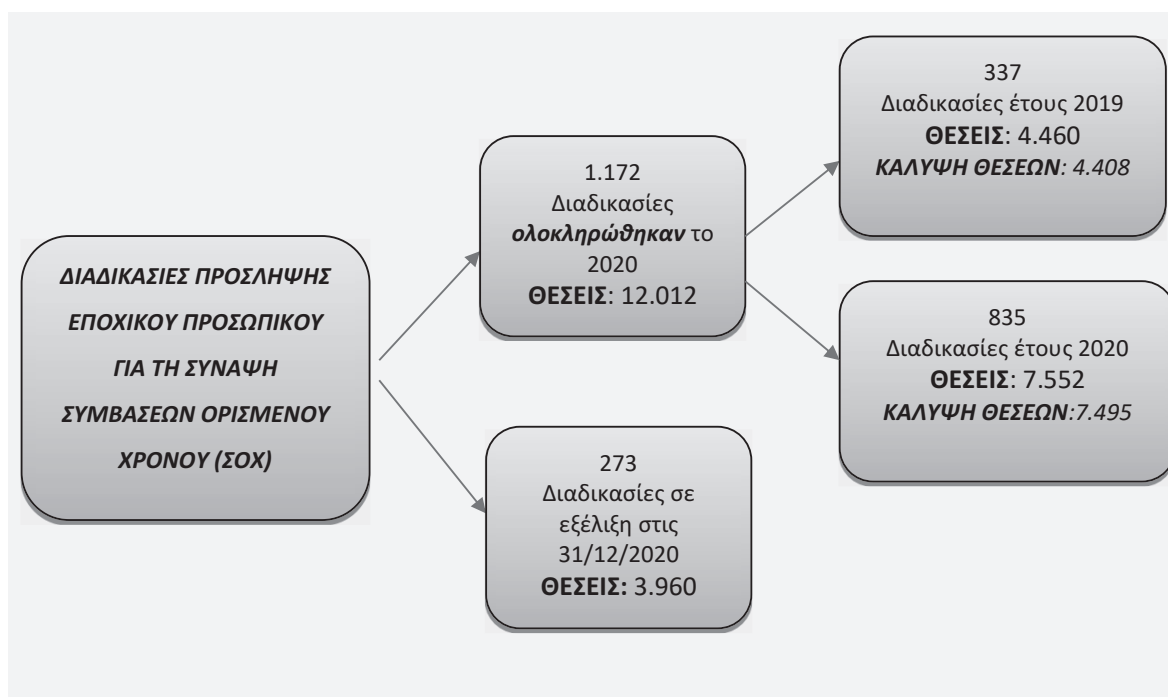 ΔΙΑΔΙΚΑΣΙΕΣ ΠΡΟΣΛΗΨΗΣ
ΕΠΟΧΙΚΟΥ ΠΡΟΣΩΠΙΚΟΥ
ΓΙΑ ΤΗ ΣΥΝΑΨΗ
ΣΥΜΒΑΣΕΩΝ ΟΡΙΣΜΕΝΟΥ
ΧΡΟΝΟΥ (ΣΟΧ)
1.172
Διαδικασίες
ολοκληρώθηκαν το
2020
ΘΕΣΕΙΣ: 12.012
273
Διαδικασίες σε
εξέλιξη στις
31/12/2020
ΘΕΣΕΙΣ: 3.960
337
Διαδικασίες έτους 2019
ΘΕΣΕΙΣ: 4.460
ΚΑΛΥΨΗ ΘΕΣΕΩΝ: 4.408
835
Διαδικασίες έτους 2020
ΘΕΣΕΙΣ: 7.552
ΚΑΛΥΨΗ ΘΕΣΕΩΝ:7.495